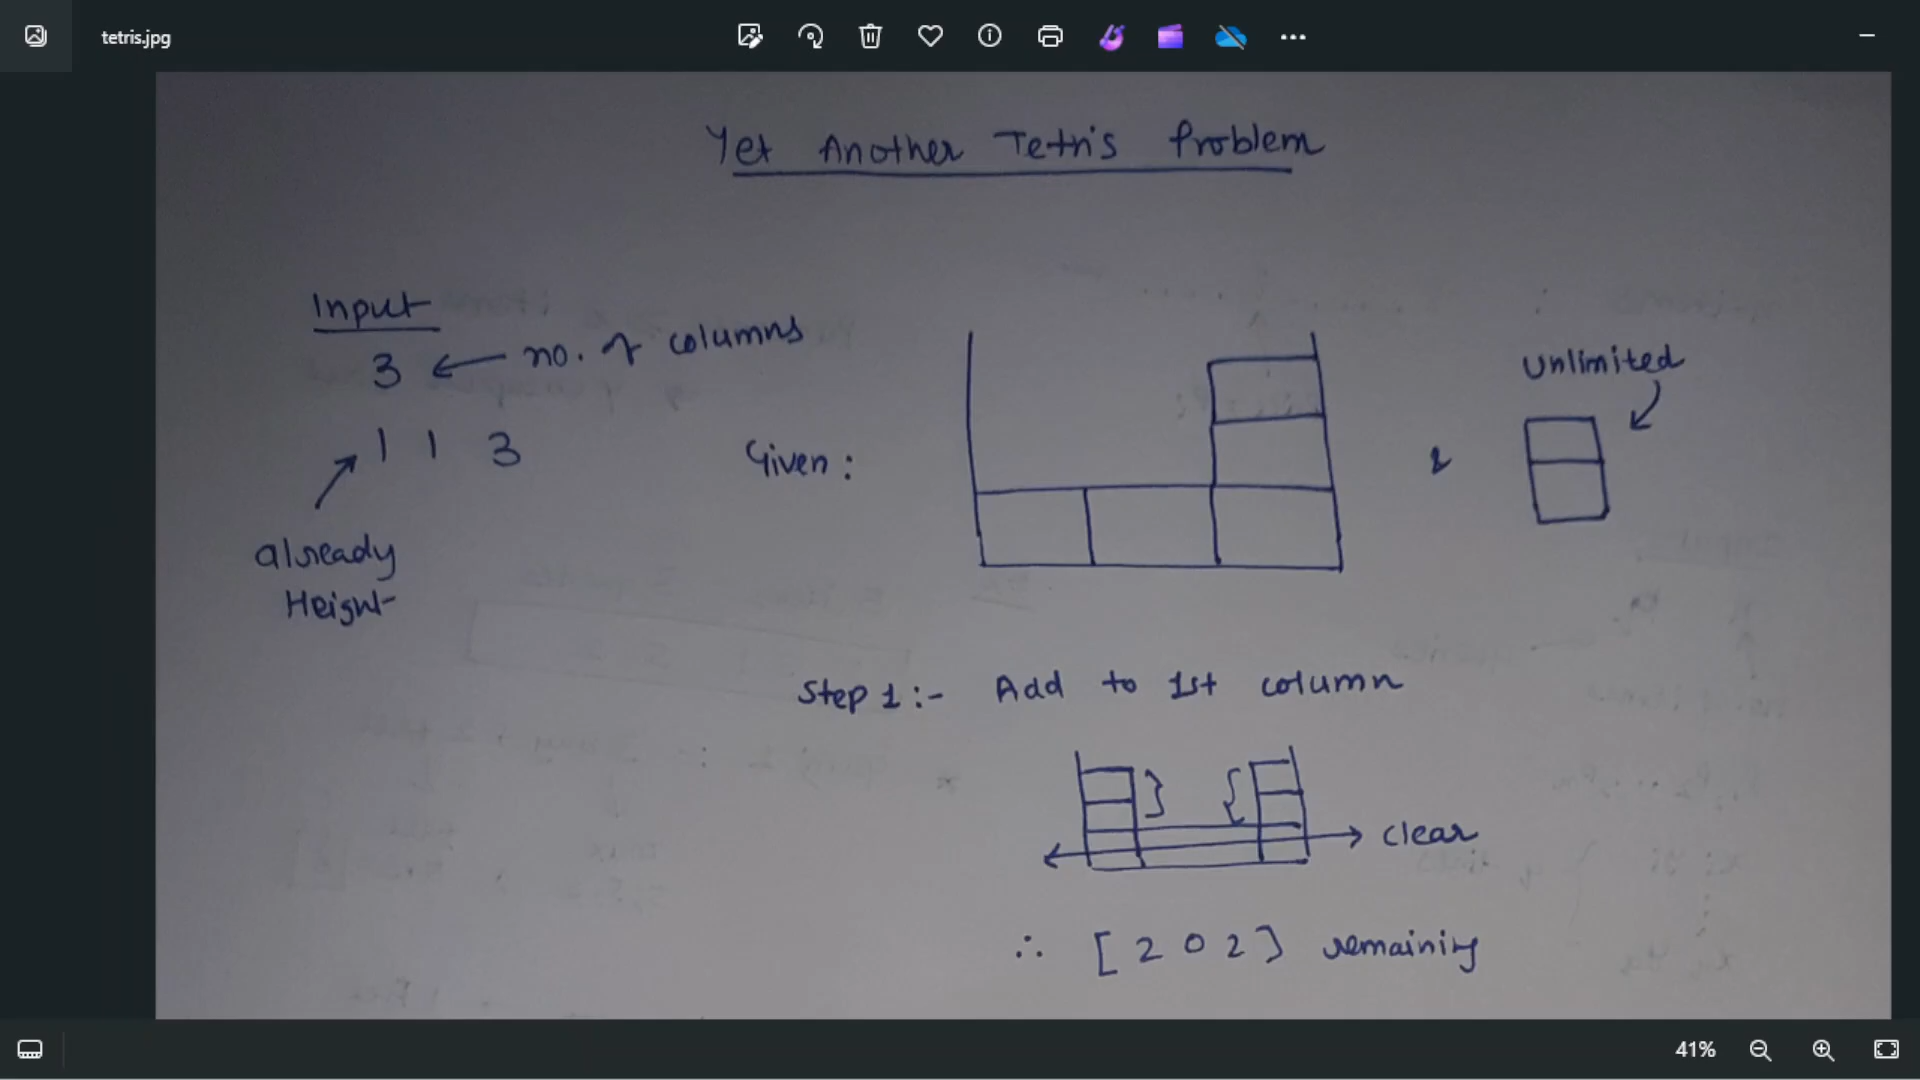 tetris.jpg
Yet Another Tetris Problem
Input
3 ← no. of columns
1 1 3
already
Height
Given :
&
Unlimited
Step 1 :- Add to 1st column
clear
∴ [ 2 0 2 ] remaining
41%